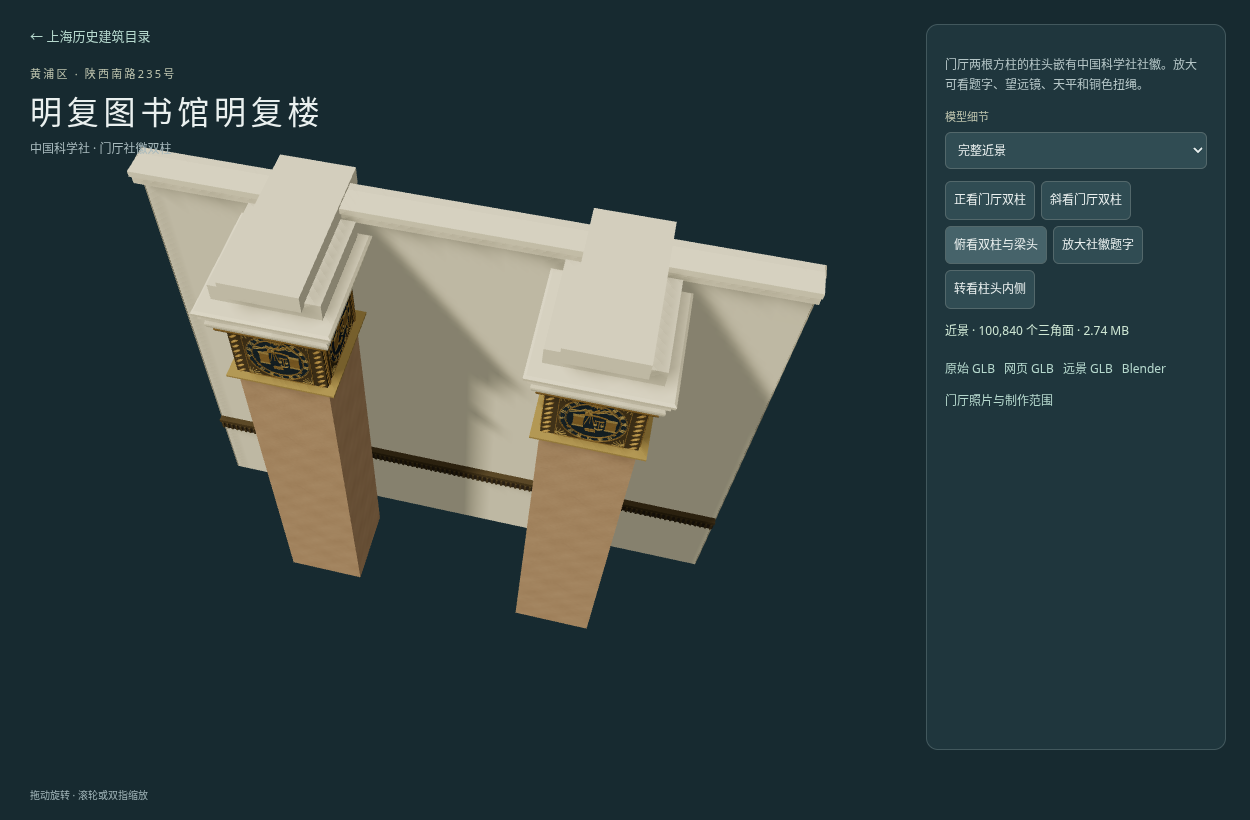 ← 上海历史建筑目录
黄浦区 · 陕西南路235号
明复图书馆明复楼
中国科学社 · 门厅社徽双柱
门厅两根方柱的柱头嵌有中国科学社社徽。放大
可看题字、望远镜、天平和铜色扭绳。
模型细节
完整近景
正看门厅双柱
斜看门厅双柱
俯看双柱与梁头
放大社徽题字
转看柱头内侧
近景 · 100,840 个三角面 · 2.74 MB
原始 GLB 网页 GLB 远景 GLB Blender
门厅照片与制作范围
拖动旋转 · 滚轮或双指缩放